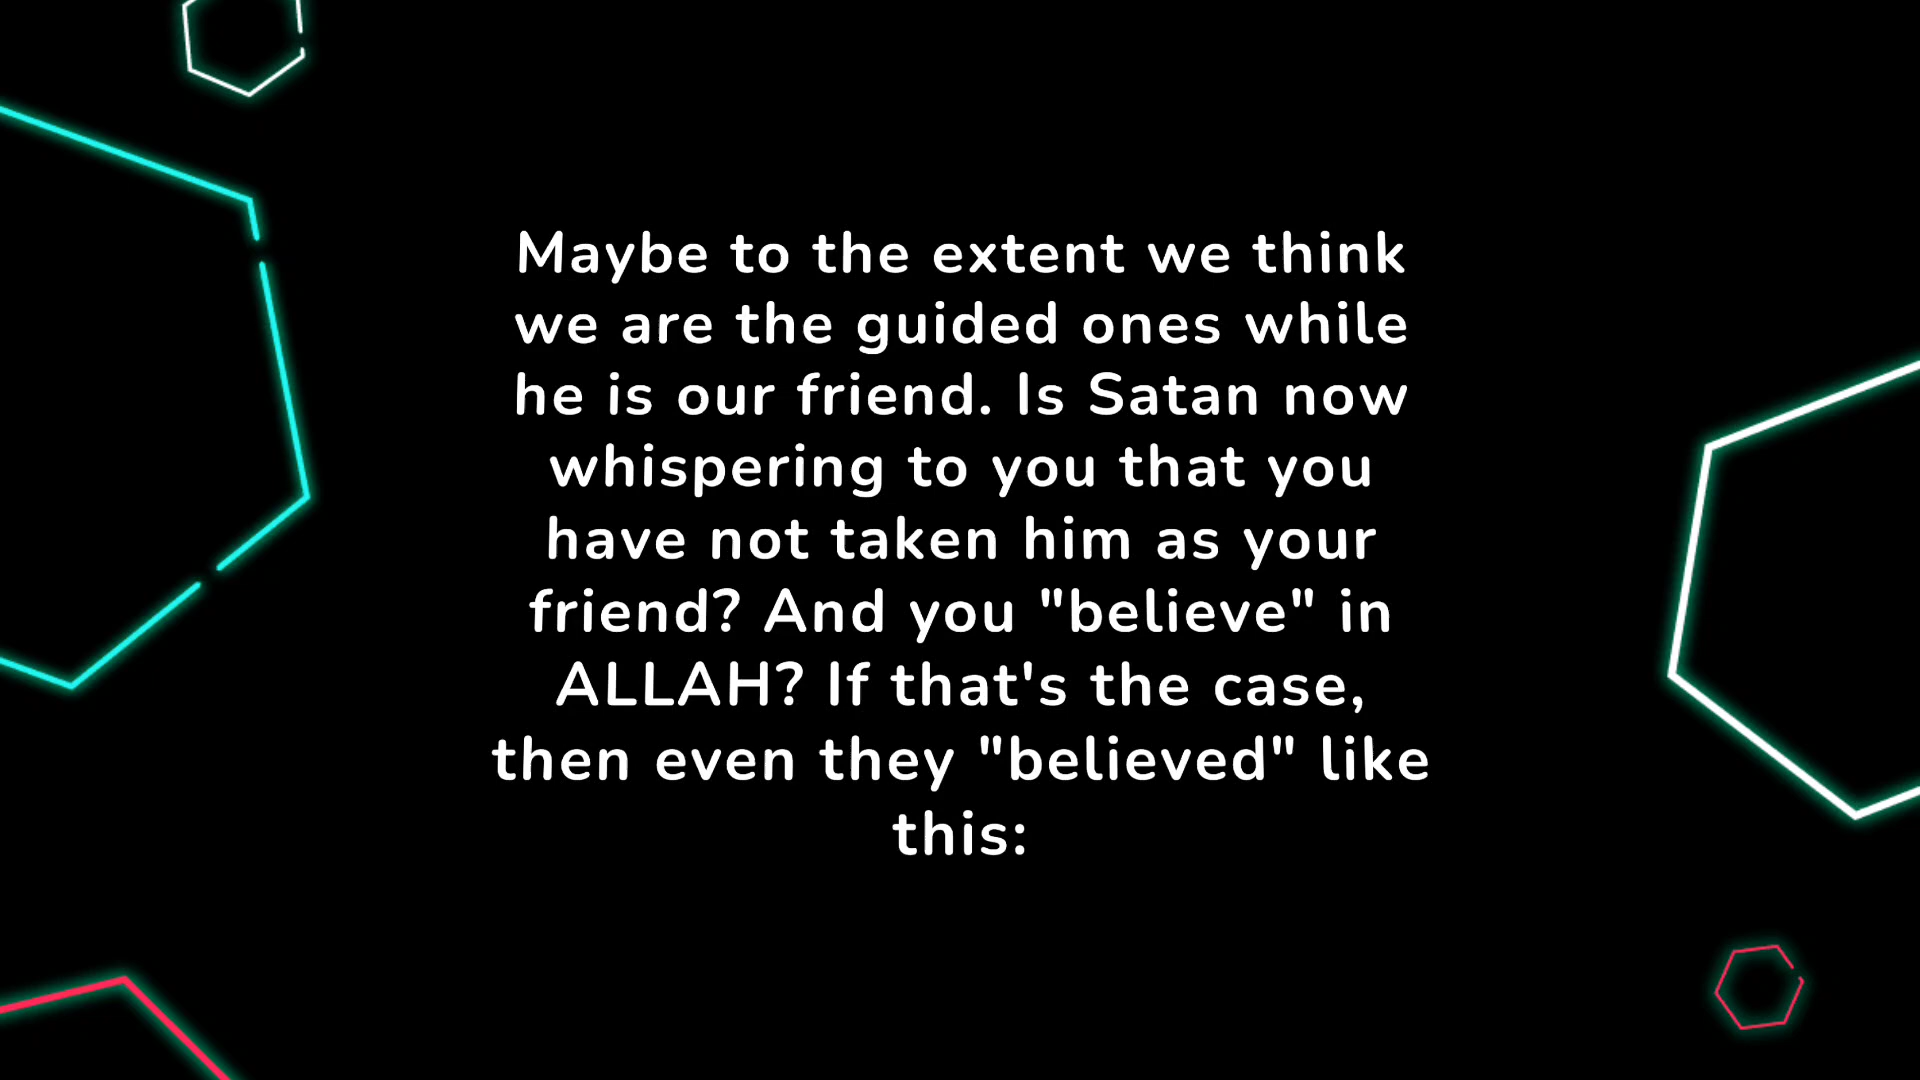 Maybe to the extent we think
we are the guided ones while
he is our friend. Is Satan now
whispering to you that you
have not taken him as your
friend? And you "believe" in
ALLAH? If that's the case,
then even they "believed" like
this: